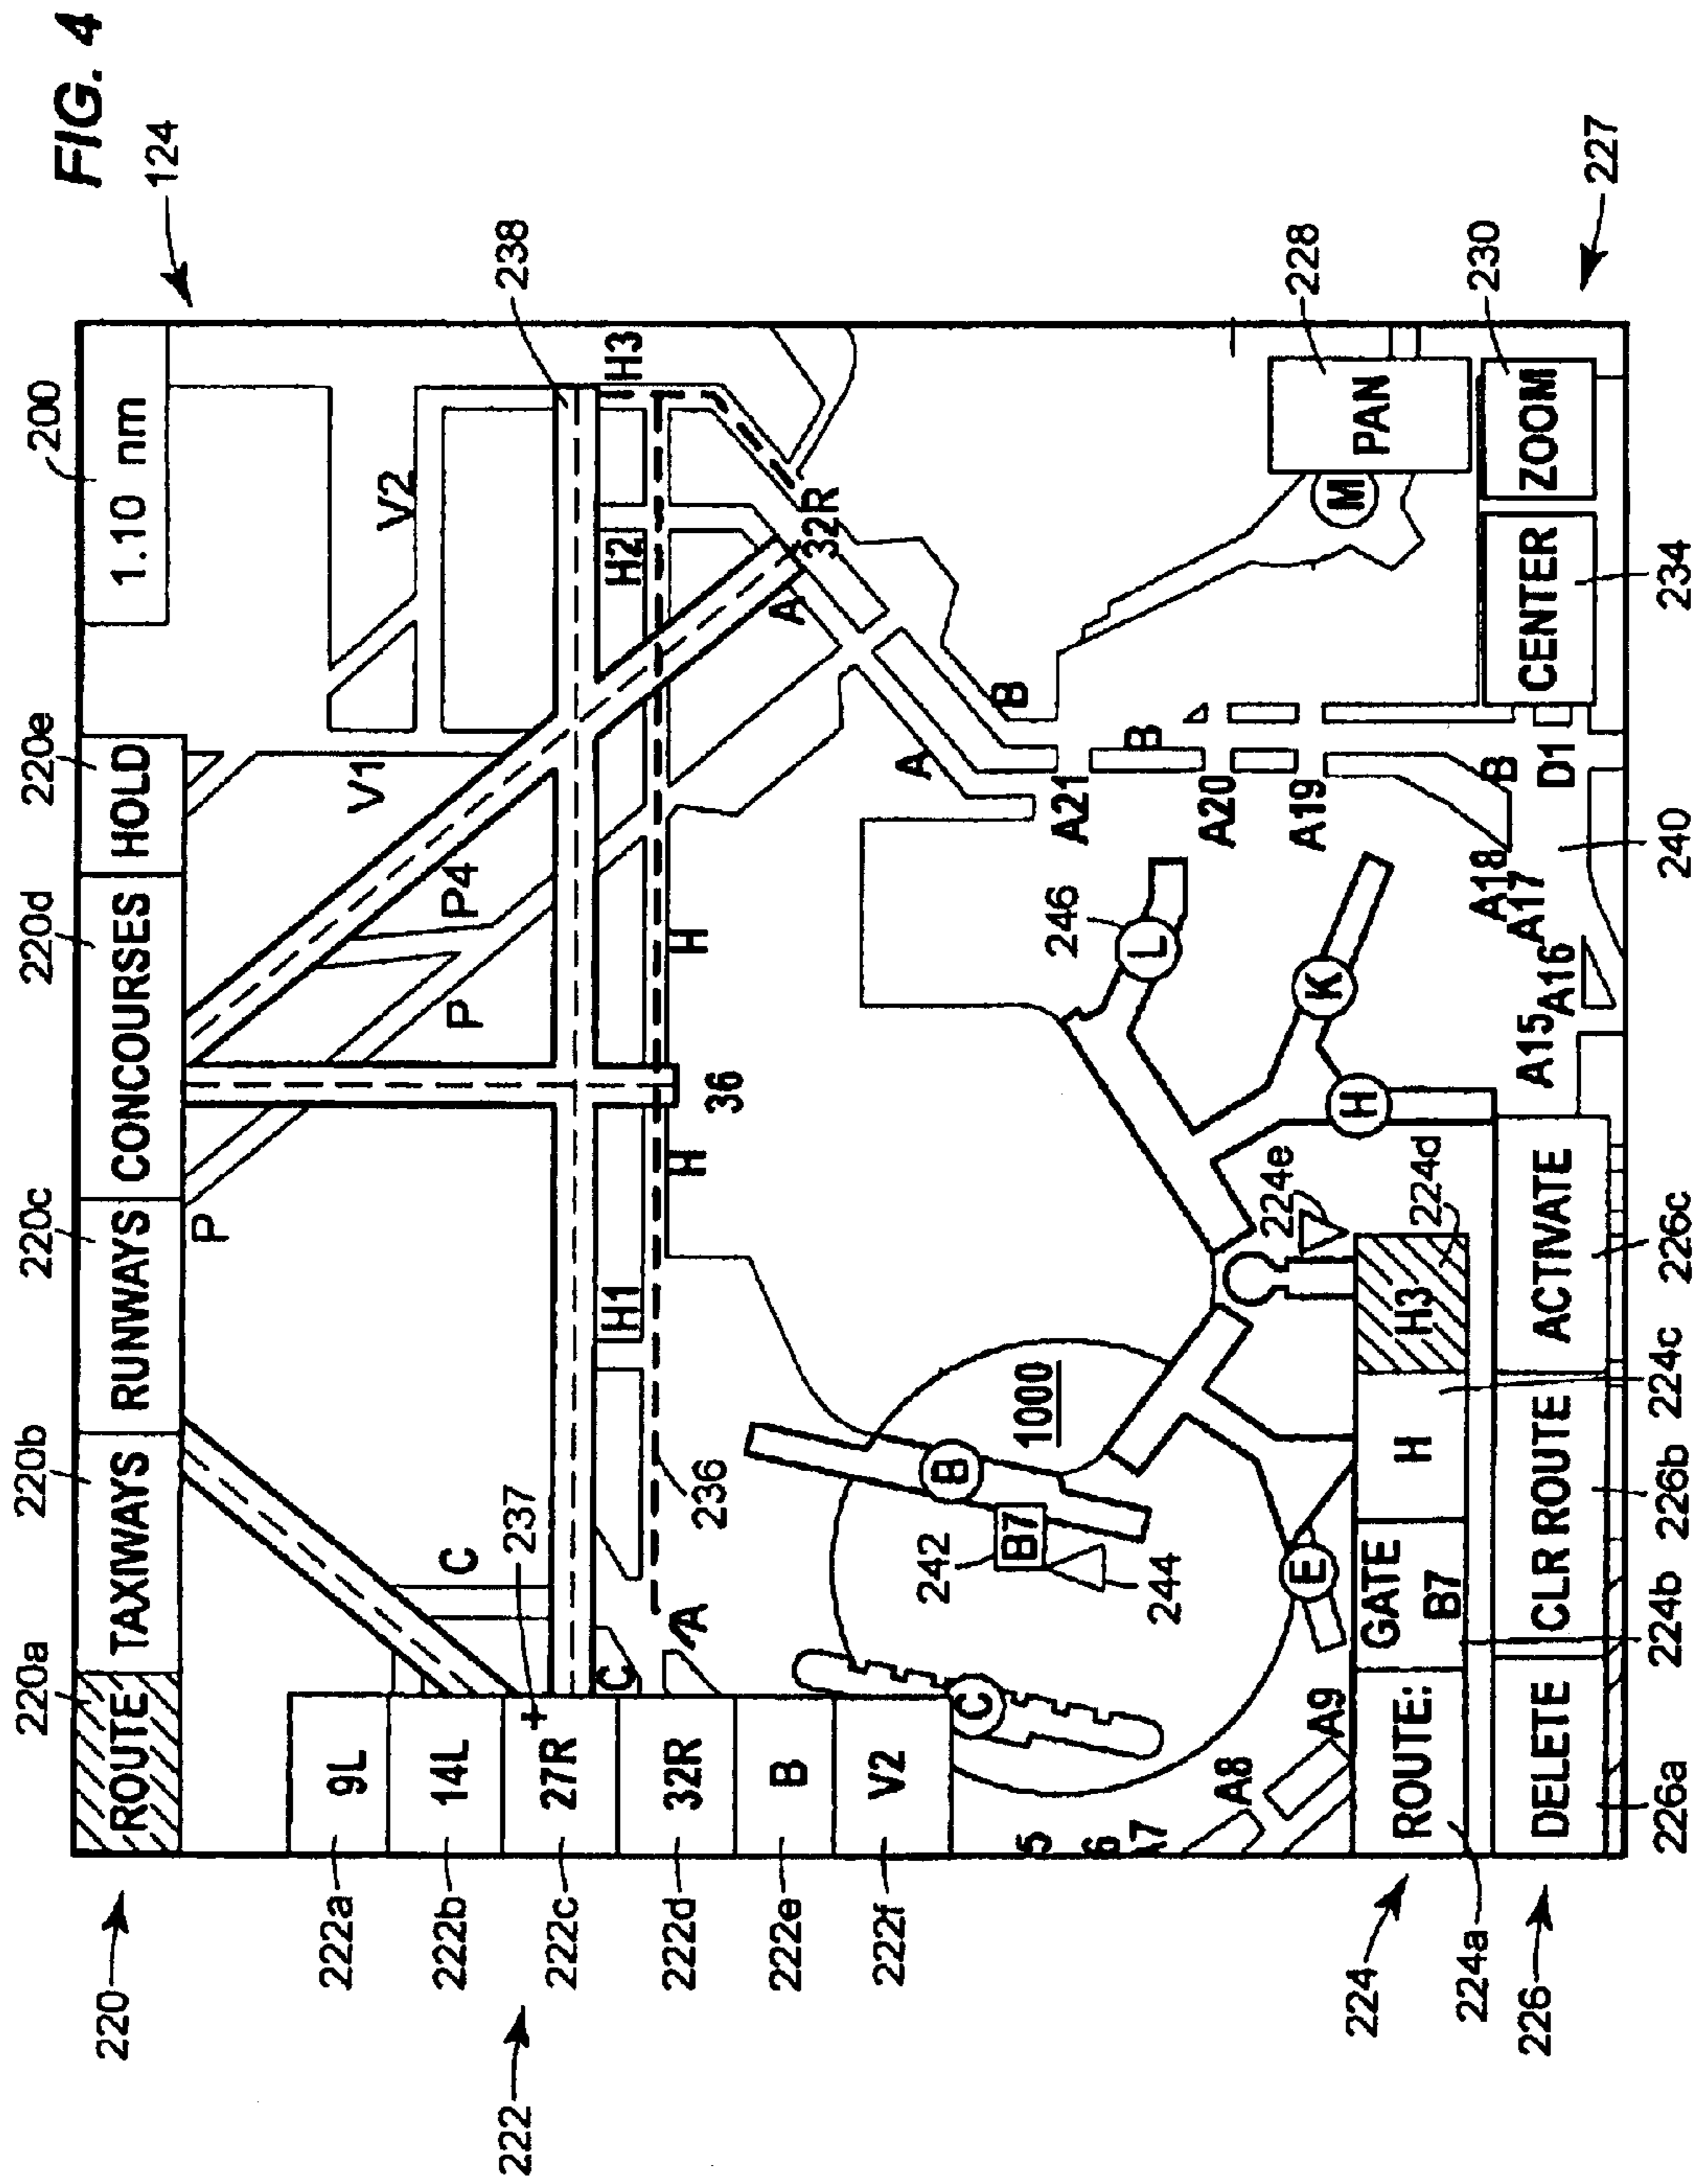 FIG. 4
124
200
220e
220d
220c
220b
220a
220
ROUTE TAXIWAYS RUNWAYS CONCOURSES HOLD
1.10 nm
P
V1
V2
P4
P
C
237
238
222
222a
222b
222c
222d
222e
222f
9L
14L
27R
32R
B
V2
+
C
H1
H2
H3
A
H
H
36
236
A
32R
A
B
B
B
A21
A20
A19
A18
A17
A16
A15
D1
C
B
242
B7
244
1000
E
246
L
K
H
M
5
6
A7
A8
A9
224e
224d
224
224a
224b
224c
ROUTE:
GATE
B7
H
H3
PAN
228
226
226a
226b
226c
DELETE CLR ROUTE ACTIVATE
CENTER ZOOM
240
234
230
227